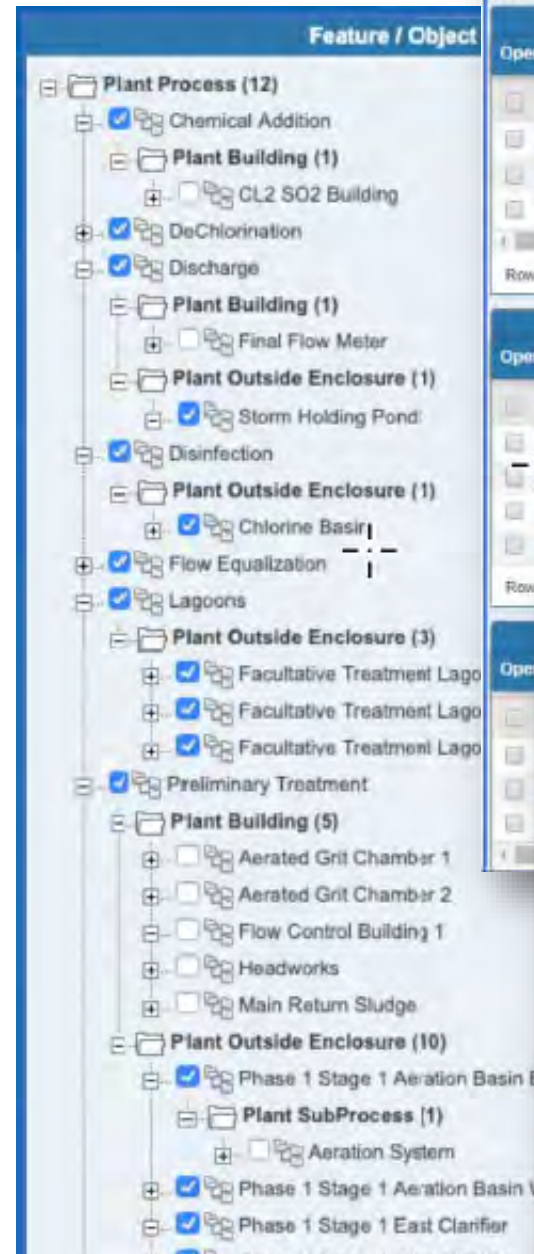 Feature / Object
Plant Process (12)
Chemical Addition
Plant Building (1)
CL2 SO2 Building
DeChlorination
Discharge
Plant Building (1)
Final Flow Meter
Plant Outside Enclosure (1)
Storm Holding Pond
Disinfection
Plant Outside Enclosure (1)
Chlorine Basin
Flow Equalization
Lagoons
Plant Outside Enclosure (3)
Facultative Treatment Lago
Facultative Treatment Lago
Facultative Treatment Lago
Preliminary Treatment
Plant Building (5)
Aerated Grit Chamber 1
Aerated Grit Chamber 2
Flow Control Building 1
Headworks
Main Return Sludge
Plant Outside Enclosure (10)
Phase 1 Stage 1 Aeration Basin E
Plant SubProcess (1)
Aeration System
Phase 1 Stage 1 Aeration Basin W
Phase 1 Stage 1 East Clarifier
Oper
Row
Oper
Row
Oper